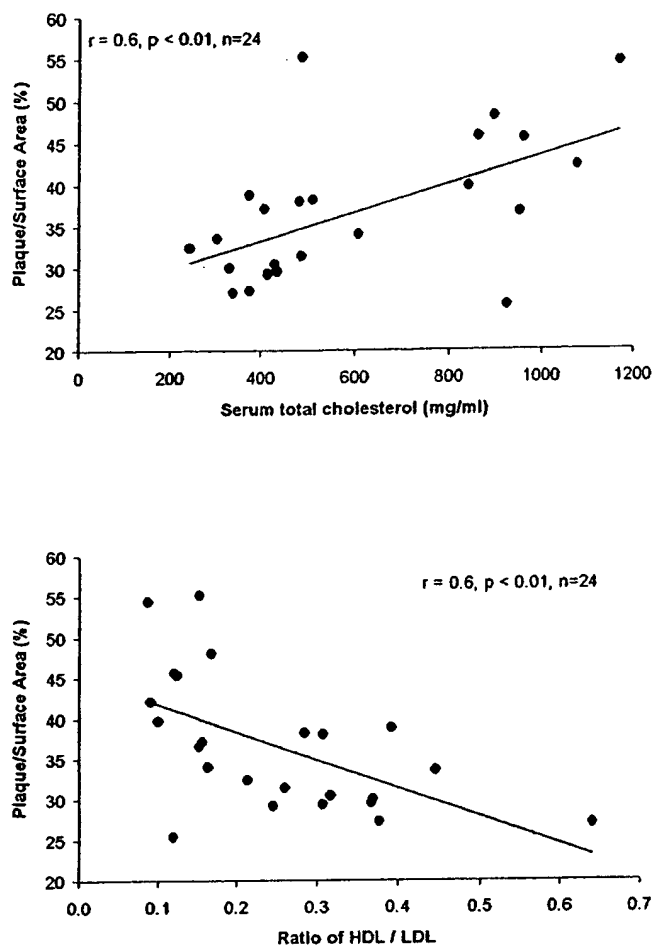 r = 0.6, p < 0.01, n=24
Plaque/Surface Area (%)
60
55
50
45
40
35
30
25
20
0 200 400 600 800 1000 1200
Serum total cholesterol (mg/ml)
r = 0.6, p < 0.01, n=24
Plaque/Surface Area (%)
60
55
50
45
40
35
30
25
20
0.0 0.1 0.2 0.3 0.4 0.5 0.6 0.7
Ratio of HDL / LDL